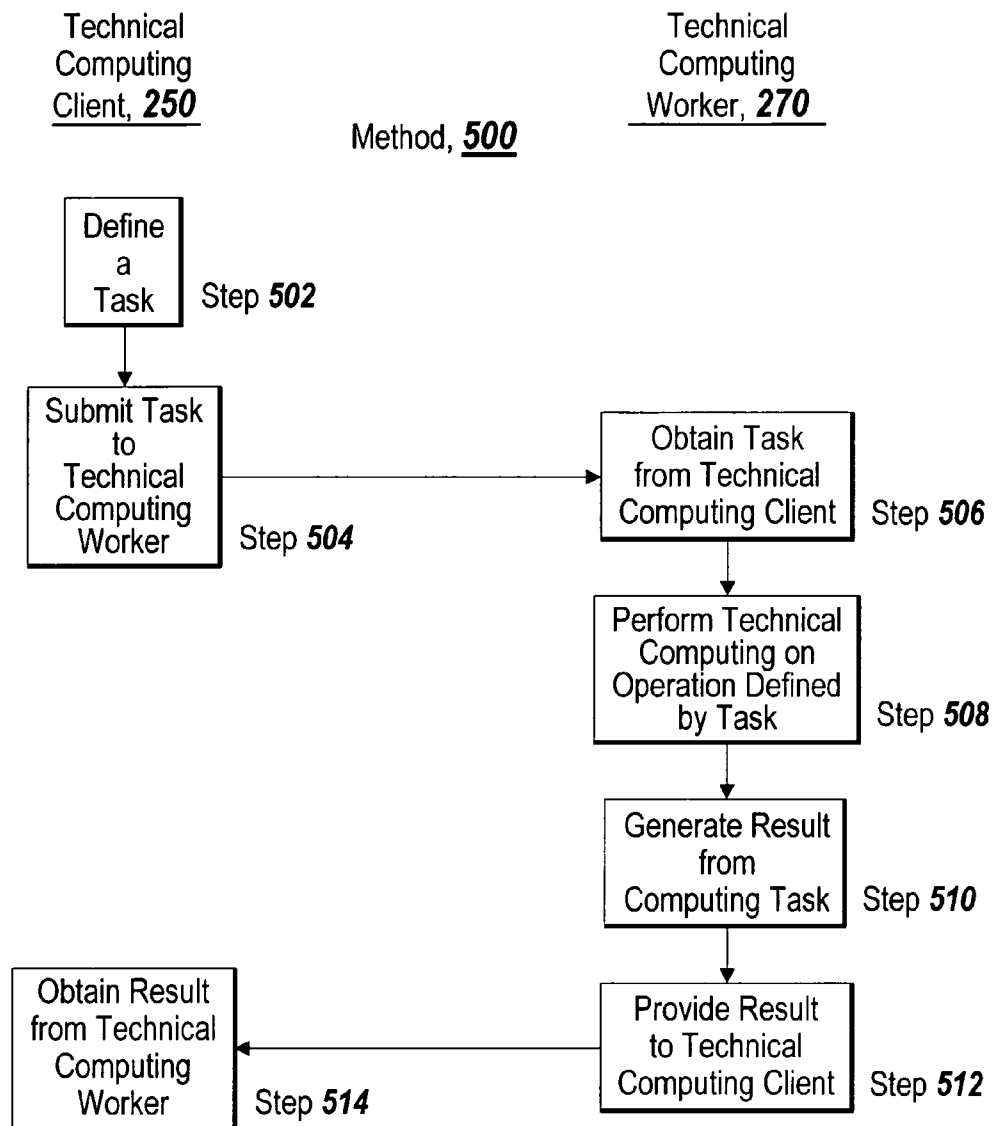 Technical
Computing
Client, 250
Technical
Computing
Worker, 270
Method, 500
Define
a
Task
Step 502
Submit Task
to
Technical
Computing
Worker
Step 504
Obtain Task
from Technical
Computing Client
Step 506
Perform Technical
Computing on
Operation Defined
by Task
Step 508
Generate Result
from
Computing Task
Step 510
Provide Result
to Technical
Computing Client
Step 512
Obtain Result
from Technical
Computing
Worker
Step 514